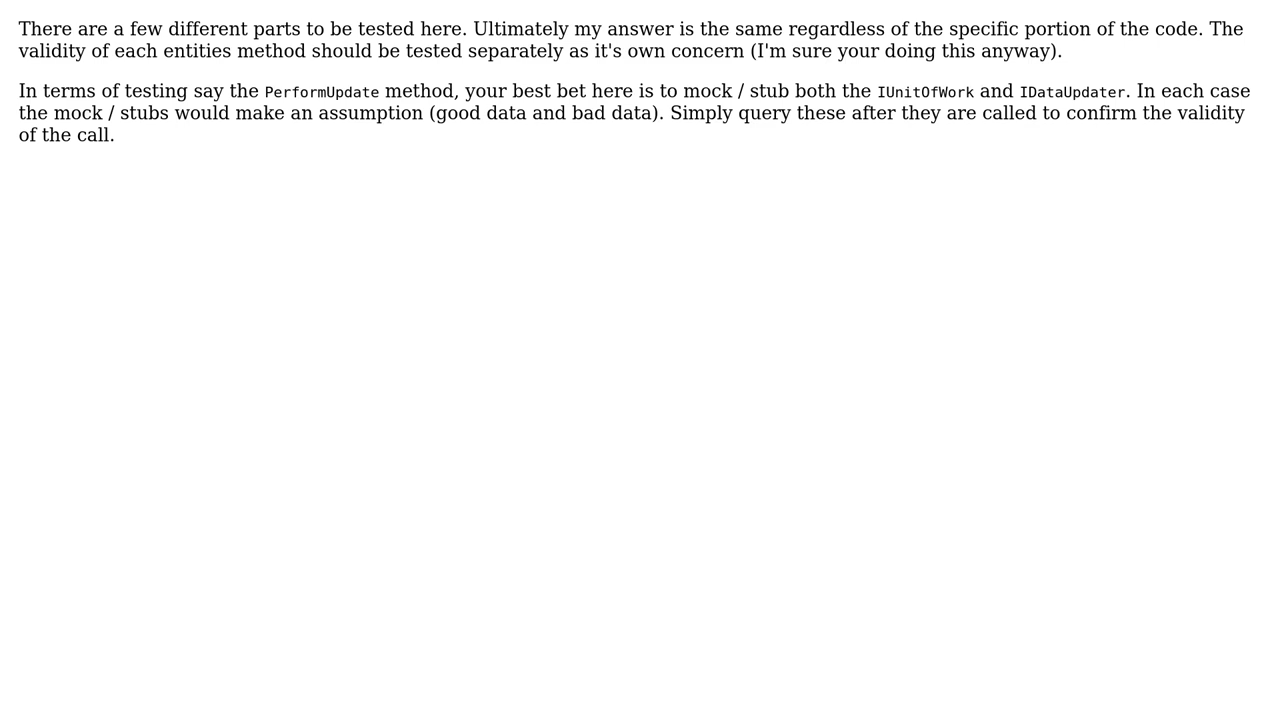 There are a few different parts to be tested here. Ultimately my answer is the same regardless of the specific portion of the code. The
validity of each entities method should be tested separately as it's own concern (I'm sure your doing this anyway).
In terms of testing say the PerformUpdate method, your best bet here is to mock / stub both the IUnitOfWork and IDataUpdater. In each case
the mock / stubs would make an assumption (good data and bad data). Simply query these after they are called to confirm the validity
of the call.